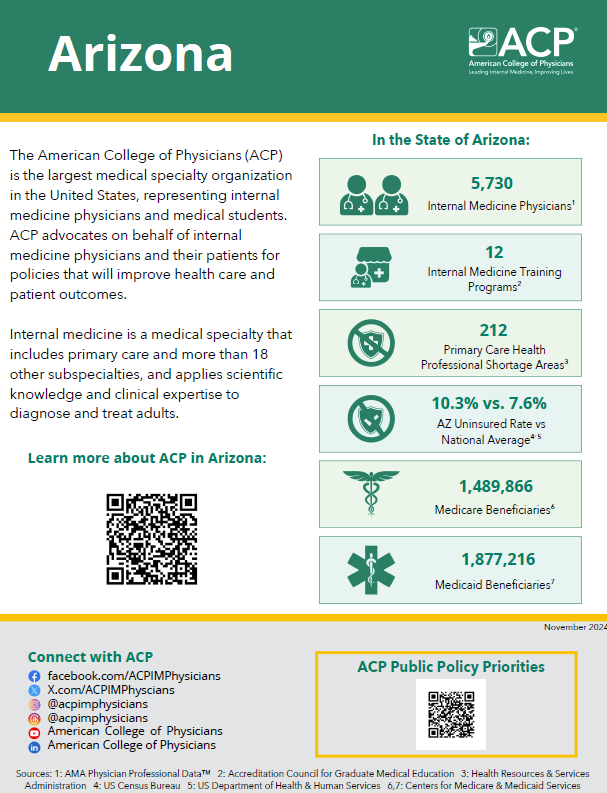 Arizona
ACP®
American College of Physicians
Leading Internal Medicine, Improving Lives
The American College of Physicians (ACP)
is the largest medical specialty organization
in the United States, representing internal
medicine physicians and medical students.
ACP advocates on behalf of internal
medicine physicians and their patients for
policies that will improve health care and
patient outcomes.
Internal medicine is a medical specialty that
includes primary care and more than 18
other subspecialties, and applies scientific
knowledge and clinical expertise to
diagnose and treat adults.
Learn more about ACP in Arizona:
In the State of Arizona:
5,730
Internal Medicine Physicians¹
12
Internal Medicine Training
Programs²
212
Primary Care Health
Professional Shortage Areas³
10.3% vs. 7.6%
AZ Uninsured Rate vs
National Average⁴˒⁵
1,489,866
Medicare Beneficiaries⁶
1,877,216
Medicaid Beneficiaries⁷
November 2024
Connect with ACP
facebook.com/ACPIMPhysicians
X.com/ACPIMPhyscians
@acpimphysicians
@acpimphysicians
American College of Physicians
American College of Physicians
ACP Public Policy Priorities
Sources: 1: AMA Physician Professional Data™ 2: Accreditation Council for Graduate Medical Education 3: Health Resources & Services
Administration 4: US Census Bureau 5: US Department of Health & Human Services 6,7: Centers for Medicare & Medicaid Services